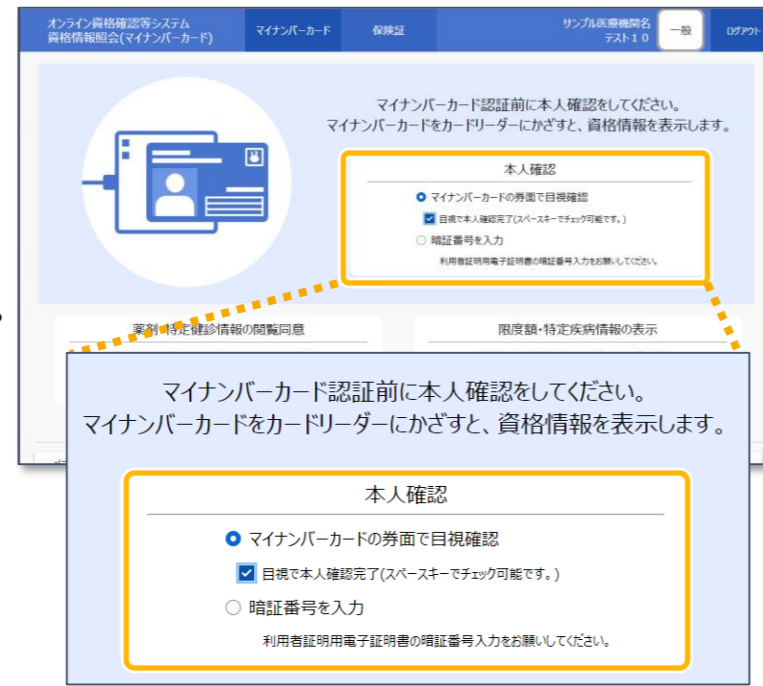 オンライン資格確認等システム
資格情報照会(マイナンバーカード)
マイナンバーカード
保険証
サンプル医療機関名
テスト10
一般
ログアウト
マイナンバーカード認証前に本人確認をしてください。
マイナンバーカードをカードリーダーにかざすと、資格情報を表示します。
本人確認
マイナンバーカードの券面で目視確認
目視で本人確認完了(スペースキーでチェック可能です。)
暗証番号を入力
利用者証明用電子証明書の暗証番号入力をお願いしてください。
薬剤・特定健診情報の閲覧同意
限度額・特定疾病情報の表示
マイナンバーカード認証前に本人確認をしてください。
マイナンバーカードをカードリーダーにかざすと、資格情報を表示します。
本人確認
マイナンバーカードの券面で目視確認
目視で本人確認完了(スペースキーでチェック可能です。)
暗証番号を入力
利用者証明用電子証明書の暗証番号入力をお願いしてください。